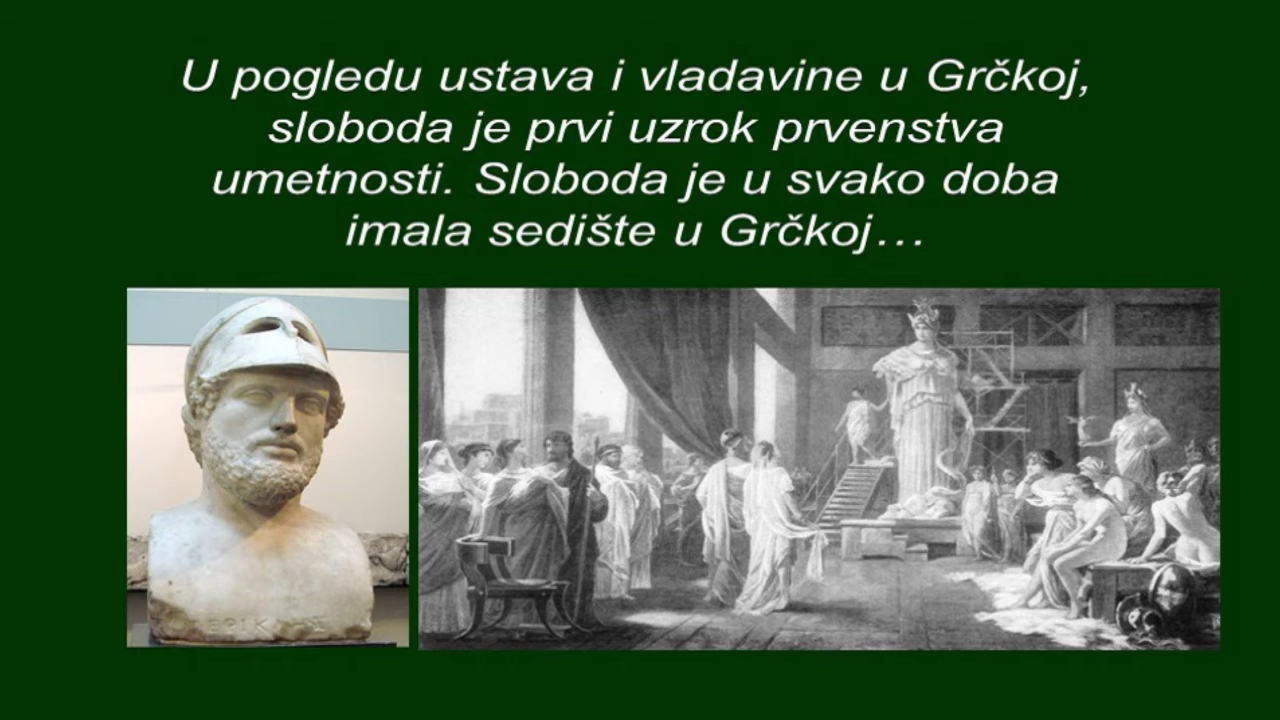 U pogledu ustava i vladavine u Grčkoj,
sloboda je prvi uzrok prvenstva
umetnosti. Sloboda je u svako doba
imala sedište u Grčkoj…